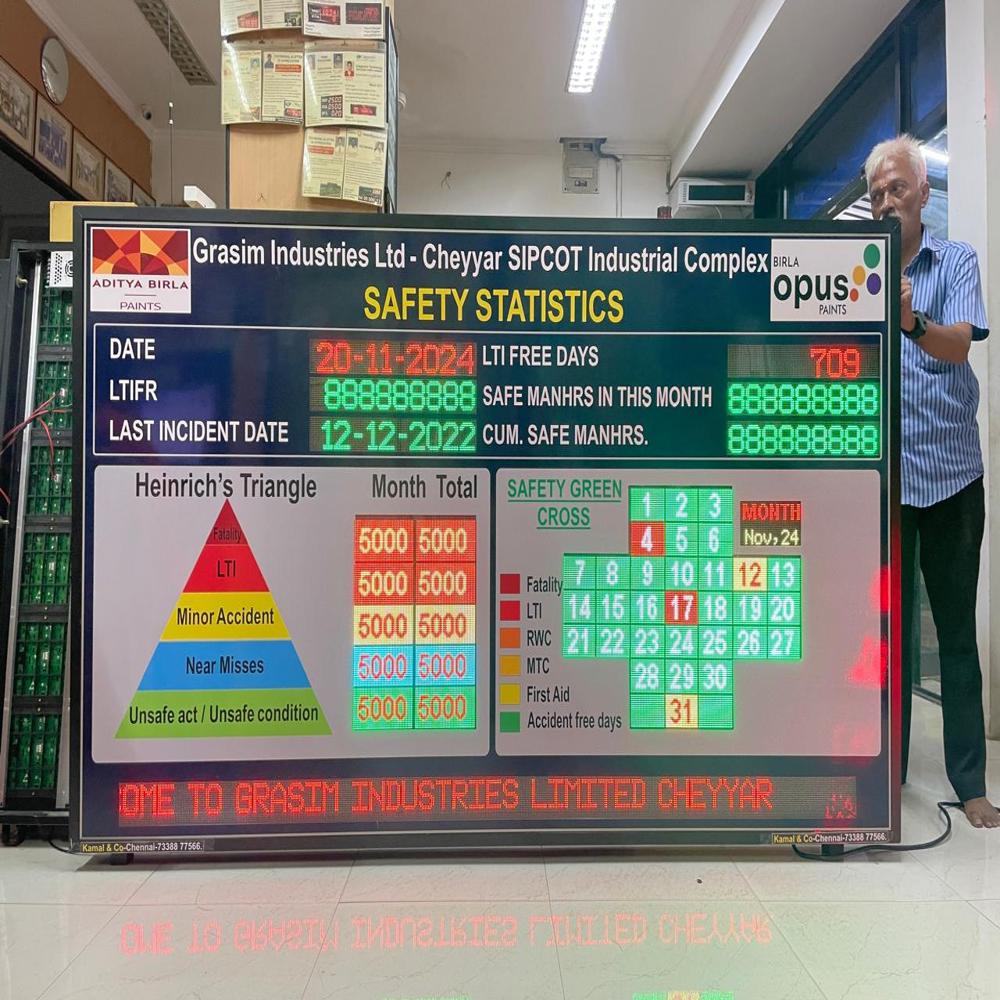 Grasim Industries Ltd - Cheyyar SIPCOT Industrial Complex
SAFETY STATISTICS
ADITYA BIRLA
PAINTS
BIRLA
opus
PAINTS
DATE 20-11-2024 LTI FREE DAYS 709
LTIFR 888888888 SAFE MANHRS IN THIS MONTH 888888888
LAST INCIDENT DATE 12-12-2022 CUM. SAFE MANHRS. 888888888
Heinrich's Triangle Month Total
Fatality 5000 5000
LTI 5000 5000
Minor Accident 5000 5000
Near Misses 5000 5000
Unsafe act / Unsafe condition 5000 5000
SAFETY GREEN
CROSS
MONTH
Nov,24
1 2 3
4 5 6
7 8 9 10 11 12 13
14 15 16 17 18 19 20
21 22 23 24 25 26 27
28 29 30
31
Fatality
LTI
RWC
MTC
First Aid
Accident free days
OME TO GRASIM INDUSTRIES LIMITED CHEYYAR
Kamal & Co-Chennai-73388 77566.
Kamal & Co-Chennai-73388 77566.